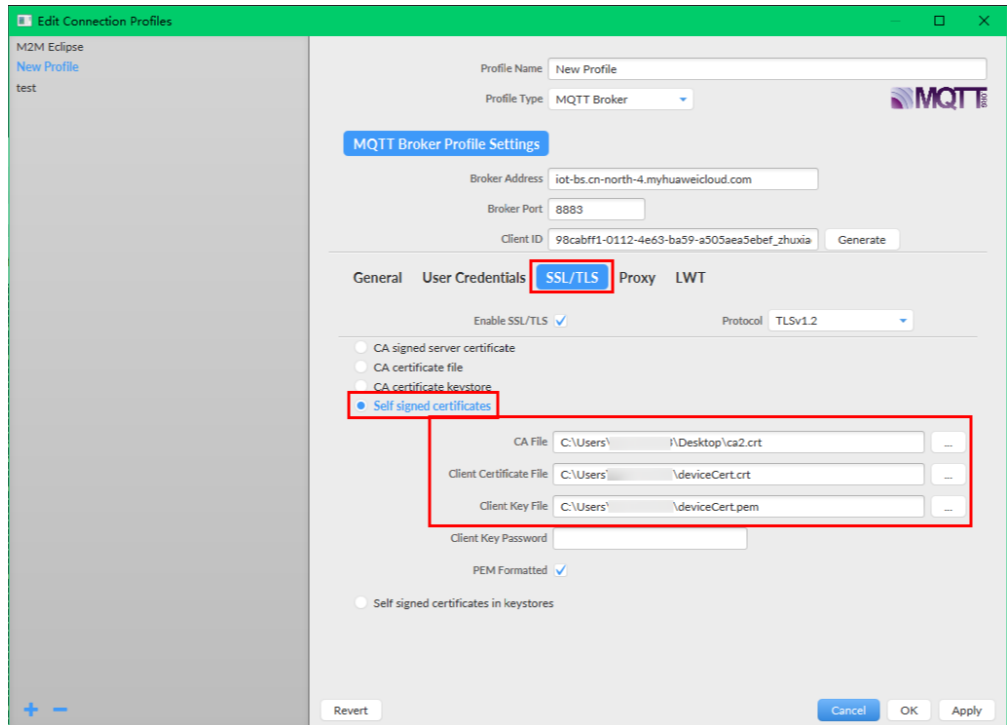 Edit Connection Profiles
M2M Eclipse
New Profile
test
Profile Name New Profile
Profile Type MQTT Broker
MQTT
ORG
MQTT Broker Profile Settings
Broker Address iot-bs.cn-north-4.myhuaweicloud.com
Broker Port 8883
Client ID 98cabff1-0112-4e63-ba59-a505aea5ebef_zhuxia Generate
General User Credentials SSL/TLS Proxy LWT
Enable SSL/TLS Protocol TLSv1.2
CA signed server certificate
CA certificate file
CA certificate keystore
Self signed certificates
CA File C:\Users\ \Desktop\ca2.crt ...
Client Certificate File C:\Users\ \deviceCert.crt ...
Client Key File C:\Users\ \deviceCert.pem ...
Client Key Password
PEM Formatted
Self signed certificates in keystores
Revert Cancel OK Apply